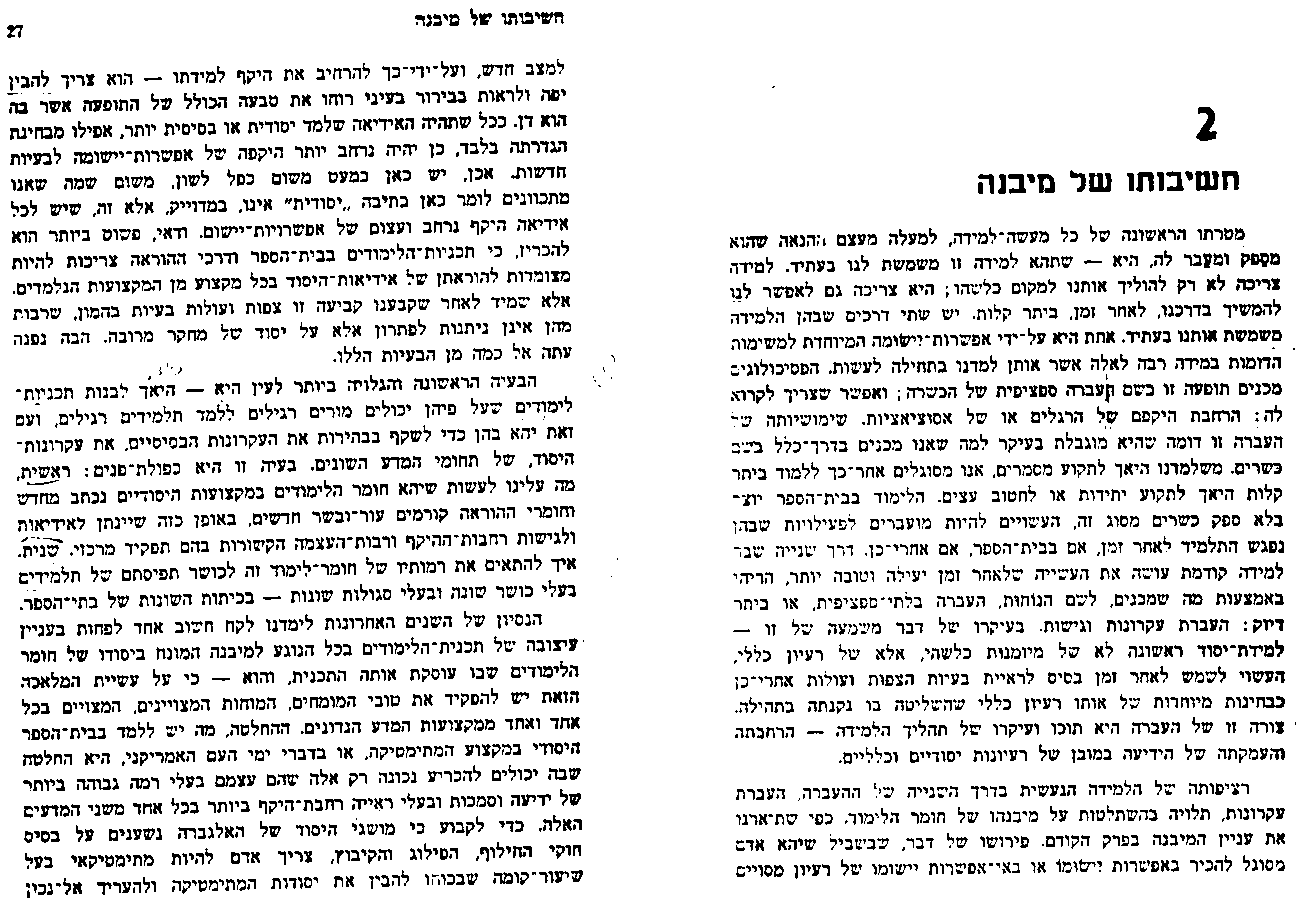 2
חשיבותו של מיבנה
מטרתו הראשונה של כל מעשה־למידה, למעלה מעצם ההנאה שהוא
מספק ומעבר לה, היא — שתהא למידה זו משמשת לנו בעתיד. למידה
צריכה לא רק להוליך אותנו למקום כלשהו; היא צריכה גם לאפשר לנו
להמשיך בדרכנו, לאחר זמן, ביתר קלות. יש שתי דרכים שבהן הלמידה
משמשת אותנו בעתיד. אחת היא על־ידי אפשרות־יישומה המיוחדת למשימות
הדומות במידה רבה לאלה אשר אותן למדנו בתחילה לעשות. הפסיכולוגים
מכנים תופעה זו בשם העברה ספציפית של הכשרה; ואפשר שצריך לקרוא
לה: הרחבת היקפם של הרגלים או של אסוציאציות. שימושיותה של
העברה זו דומה שהיא מוגבלת בעיקר למה שאנו מכנים בדרך־כלל בשם
כשרים. משלמדנו היאך לתקוע מסמרים, אנו מסוגלים אחר־כך ללמוד ביתר
קלות היאך לתקוע יתידות או לחטוב עצים. הלימוד בבית־הספר יוצר
בלא ספק כשרים מסוג זה, העשויים להיות מועברים לפעילויות שבהן
נפגש התלמיד לאחר זמן, אם בבית־הספר, אם אחרי־כן. דרך שנייה שבה
למידה קודמת עושה את העשייה שלאחר זמן יעילה וטובה יותר, הריהי
באמצעות מה שמכנים, לשם הנוחות, העברה בלתי־ספציפית, או ביתר
דיוק: העברת עקרונות וגישות. בעיקרו של דבר משמעה של זו —
למידת־יסוד ראשונה לא של מיומנות כלשהי, אלא של רעיון כללי,
העשוי לשמש לאחר זמן בסיס לראיית בעיות הצפות ועולות אחרי־כן
כבחינות מיוחדות של אותו רעיון כללי שהשליטה בו נקנתה בתהילה.
צורה זו של העברה היא תוכו ועיקרו של תהליך הלמידה — הרחבתה
והעמקתה של הידיעה במובן של רעיונות יסודיים וכלליים.
רציפותה של הלמידה הנעשית בדרך השנייה של ההעברה, העברת
עקרונות, תלויה בהשתלטות על מיבנהו של חומר הלימוד, כפי שתיארנו
את עניין המיבנה בפרק הקודם. פירושו של דבר, שבשביל שיהא אדם
מסוגל להכיר באפשרות יישומו או באי־אפשרות יישומו של רעיון מסויים
חשיבותו של מיבנה
27
למצב חדש, ועל־ידי־כך להרחיב את היקף למידתו — הוא צריך להבין
יפה ולראות בבירור בעיני רוחו את טבעה הכולל של התופעה אשר בה
הוא דן. ככל שתהיה האידיאה שלמד יסודית או בסיסית יותר, אפילו מבחינת
הגדרתה בלבד, כן יהיה נרחב יותר היקפה של אפשרות־יישומה לבעיות
חדשות. אכן, יש כאן כמעט משום כפל לשון, משום שמה שאנו
מתכוונים לומר כאן בתיבה „יסודית” אינו, במדוייק, אלא זה, שיש לכל
אידיאה היקף נרחב ועצום של אפשרויות־יישום. ודאי, פשוט ביותר הוא
להכריז, כי תכניות־הלימודים בבית־הספר ודרכי ההוראה צריכות להיות
מצומדות להוראתן של אידיאות־היסוד בכל מקצוע מן המקצועות הנלמדים.
אלא שמיד לאחר שקבענו קביעה זו צפות ועולות בעיות בהמון, שרבות
מהן אינן ניתנות לפתרון אלא על יסוד של מחקר מרובה. הבה נפנה
עתה אל כמה מן הבעיות הללו.
הבעיה הראשונה והגלויה ביותר לעין היא — היאך לבנות תכניות־
לימודים שעל פיהן יכולים מורים רגילים ללמד תלמידים רגילים, ועם
זאת יהא בהן כדי לשקף בבהירות את העקרונות הבסיסיים, את עקרונות־
היסוד, של תחומי המדע השונים. בעיה זו היא כפולת־פנים: ראשית,
מה עלינו לעשות שיהא חומר הלימודים במקצועות היסודיים נכתב מחדש
וחומרי ההוראה קורמים עור־ובשר חדשים, באופן כזה שיינתן לאידיאות
ולגישות רחבות־ההיקף ורבות־העצמה הקשורות בהם תפקיד מרכזי. שנית,
איך להתאים את רמותיו של חומר־לימוד זה לכושר תפיסתם של תלמידים
בעלי כושר שונה ובעלי סגולות שונות — בכיתות השונות של בתי־הספר.
הנסיון של השנים האחרונות לימדנו לקח חשוב אחד לפחות בעניין
עיצובה של תכנית־הלימודים בכל הנוגע למיבנה המונח ביסודו של חומר
הלימודים שבו עוסקת אותה התכנית, והוא — כי על עשיית המלאכה
הזאת יש להפקיד את טובי המומחים, המוחות המצויינים, המצויים בכל
אחד ואחד ממקצועות המדע הנדונים. ההחלטה, מה יש ללמד בבית־הספר
היסודי במקצוע המתימטיקה, או בדברי ימי העם האמריקני, היא החלטה
שבה יכולים להכריע נכונה רק אלה שהם עצמם בעלי רמה גבוהה ביותר
של ידיעה וסמכות ובעלי ראייה רחבת־היקף ביותר בכל אחד משני המדעים
האלה. כדי לקבוע כי מושגי היסוד של האלגברה נשענים על בסיס
חוקי החילוף, הפילוג והקיבוץ, צריך אדם להיות מתימטיקאי בעל
שיעור־קומה שבכוחו להבין את יסודות המתימטיקה ולהעריך אל־נכון